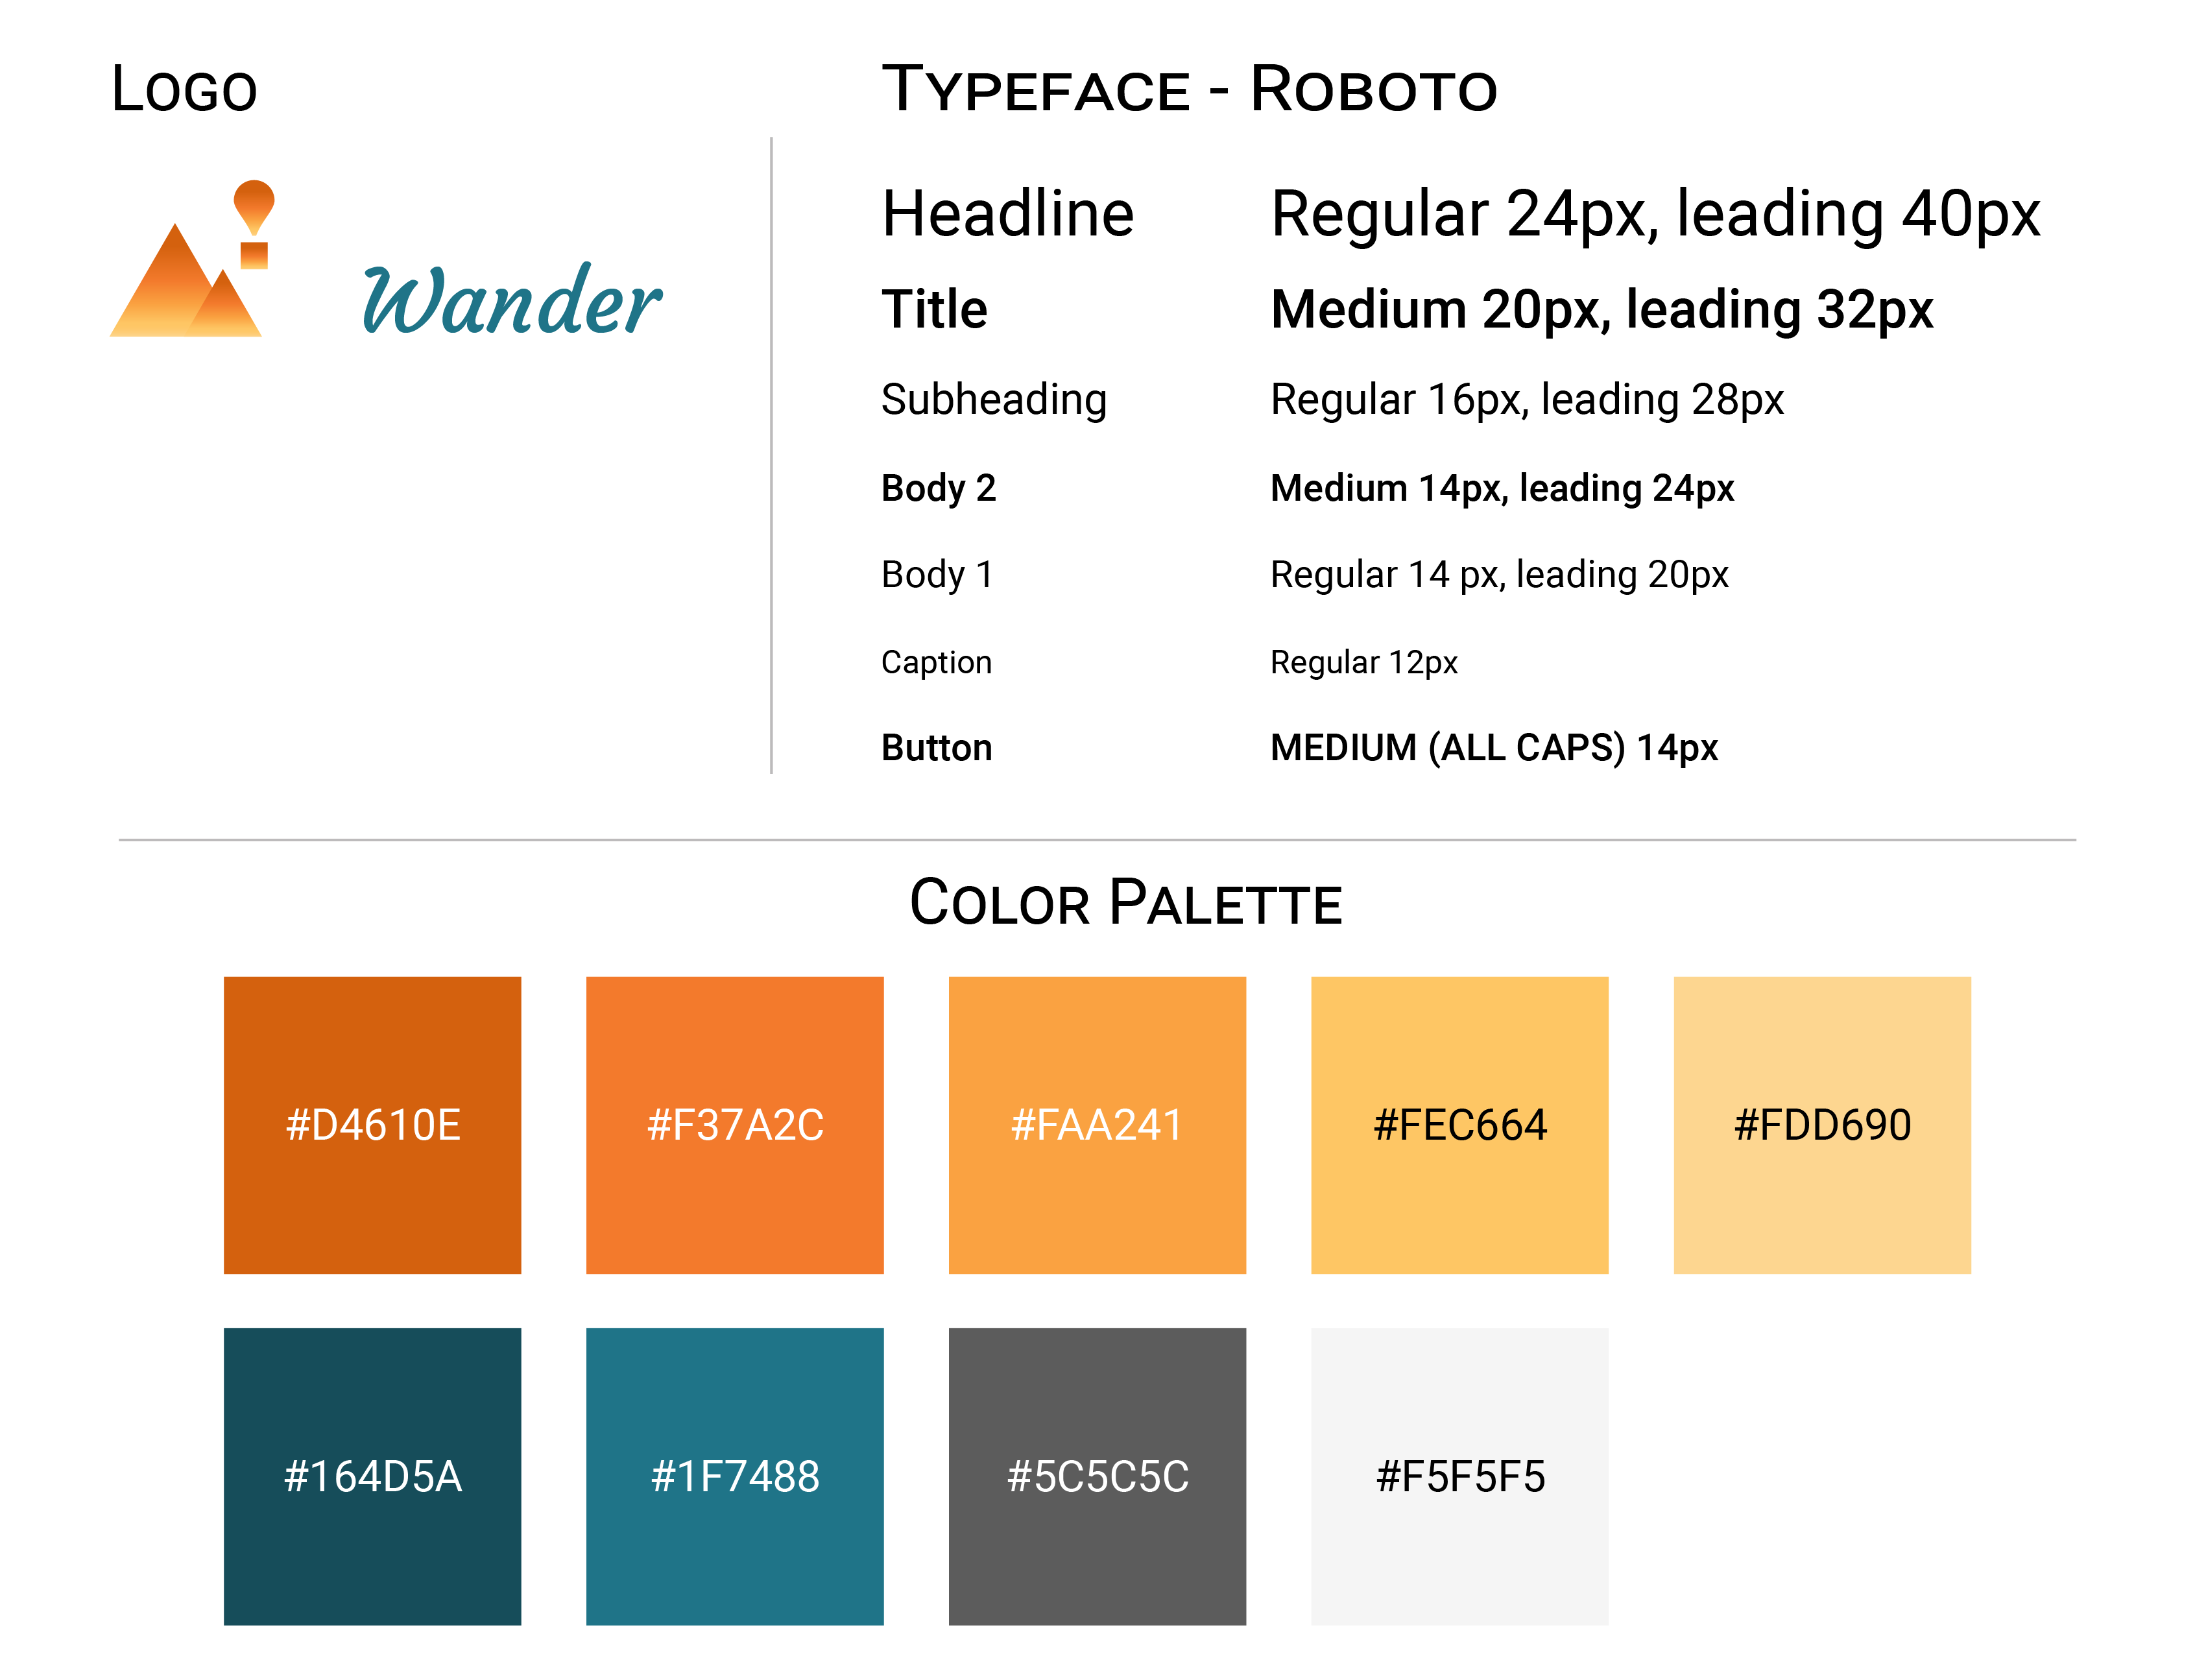 Logo
Wander
Typeface - Roboto
Headline Regular 24px, leading 40px
Title Medium 20px, leading 32px
Subheading Regular 16px, leading 28px
Body 2 Medium 14px, leading 24px
Body 1 Regular 14 px, leading 20px
Caption Regular 12px
Button MEDIUM (ALL CAPS) 14px
Color Palette
#D4610E #F37A2C #FAA241 #FEC664 #FDD690
#164D5A #1F7488 #5C5C5C #F5F5F5